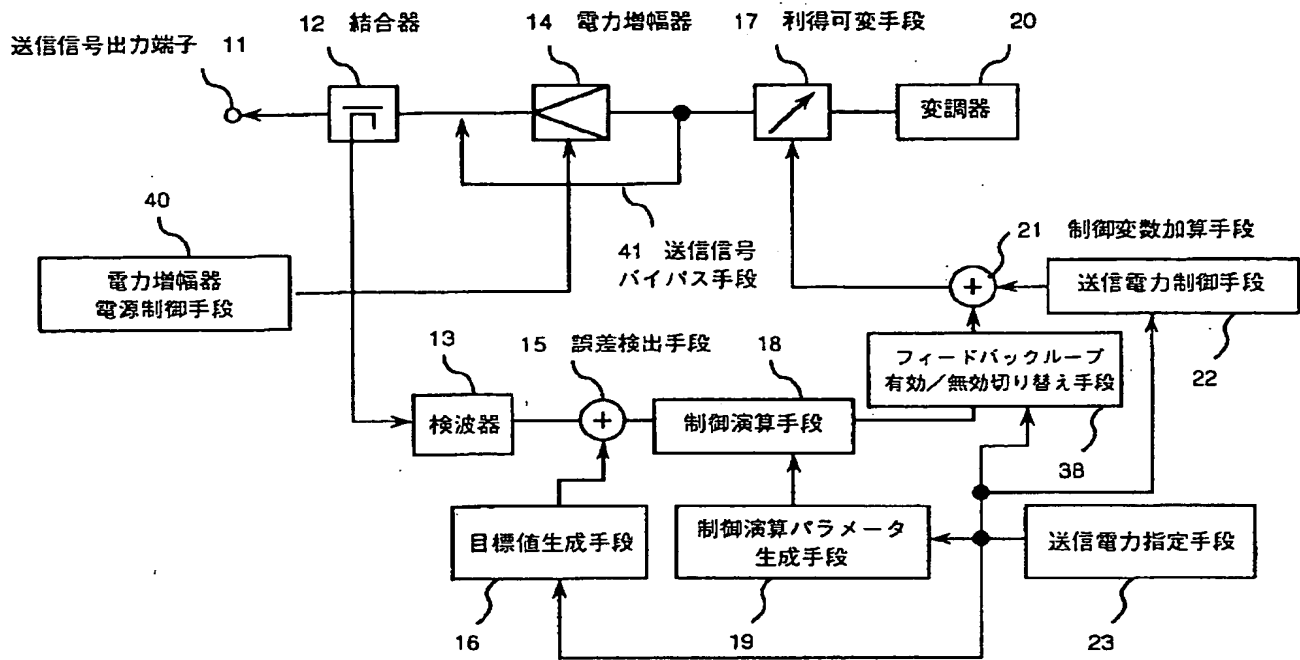 送信信号出力端子 11
12 結合器
14 電力増幅器
17 利得可変手段
20
変調器
40
電力増幅器
電源制御手段
41 送信信号
バイパス手段
21 制御変数加算手段
+
送信電力制御手段
22
13
検波器
15 誤差検出手段
+
18
制御演算手段
フィードバックループ
有効/無効切り替え手段
38
目標値生成手段
16
制御演算パラメータ
生成手段
19
送信電力指定手段
23